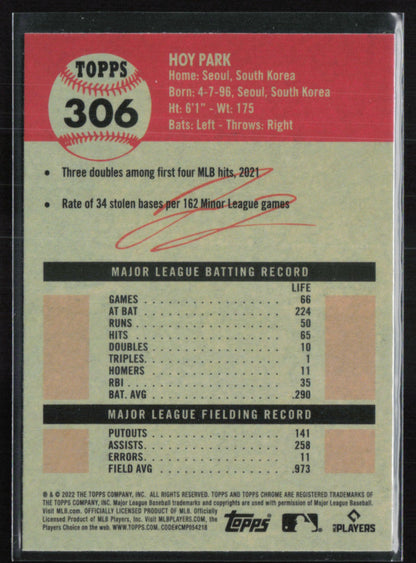 TOPPS
306
HOY PARK
Home: Seoul, South Korea
Born: 4-7-96, Seoul, South Korea
Ht: 6'1" - Wt: 175
Bats: Left - Throws: Right
• Three doubles among first four MLB hits, 2021
• Rate of 34 stolen bases per 162 Minor League games
MAJOR LEAGUE BATTING RECORD
LIFE
GAMES . . . . . . . . . . . . . . . . 66
AT BAT . . . . . . . . . . . . . . . . 224
RUNS . . . . . . . . . . . . . . . . 50
HITS . . . . . . . . . . . . . . . . 65
DOUBLES . . . . . . . . . . . . . . . . 10
TRIPLES. . . . . . . . . . . . . . . . 1
HOMERS . . . . . . . . . . . . . . . . 11
RBI . . . . . . . . . . . . . . . . 35
BAT. AVG . . . . . . . . . . . . . . . . .290
MAJOR LEAGUE FIELDING RECORD
PUTOUTS . . . . . . . . . . . . . . . . 141
ASSISTS . . . . . . . . . . . . . . . . 258
ERRORS . . . . . . . . . . . . . . . . 11
FIELD AVG . . . . . . . . . . . . . . . . .973
® & © 2022 THE TOPPS COMPANY, INC. ALL RIGHTS RESERVED. TOPPS AND TOPPS CHROME ARE REGISTERED TRADEMARKS OF
THE TOPPS COMPANY, INC. Major League Baseball trademarks and copyrights are used with permission of Major League Baseball.
Visit MLB.com. OFFICIALLY LICENSED PRODUCT OF MLB. Officially
Licensed Product of MLB Players, Inc. Visit MLBPLAYERS.COM, the
Players Choice on the web. WWW.TOPPS.COM. CODE#CMP054218
Topps
MLB PLAYERS